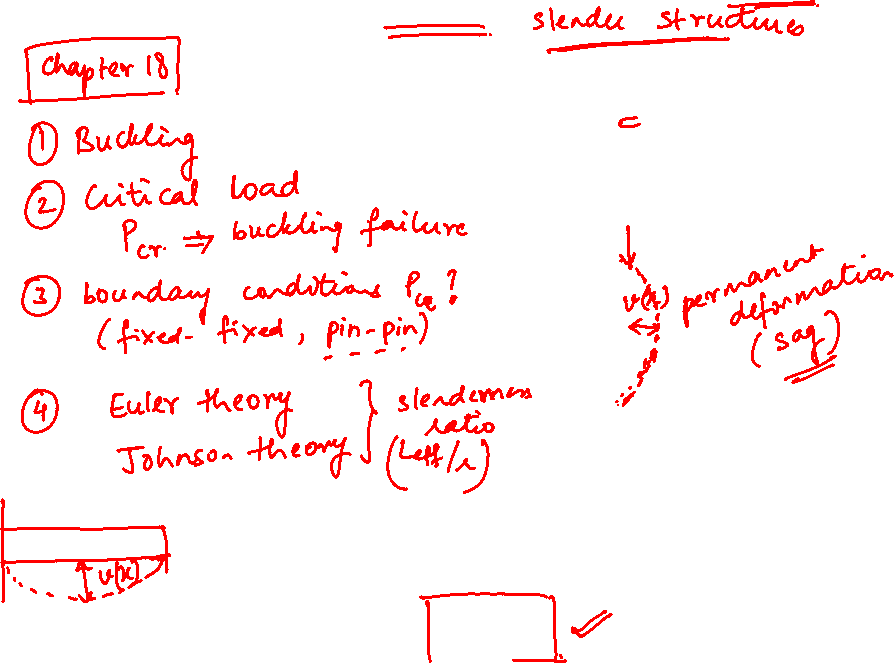 slender structures
Chapter 18
① Buckling
② Critical load
Pcr. ⇒ buckling failure
③ boundary conditions Pcr?
(fixed-fixed, pin-pin)
v(x)
permanent
deformation
(sag)
④ Euler theory
Johnson theory
slenderness
ratio
(Leff/r)
v(x)